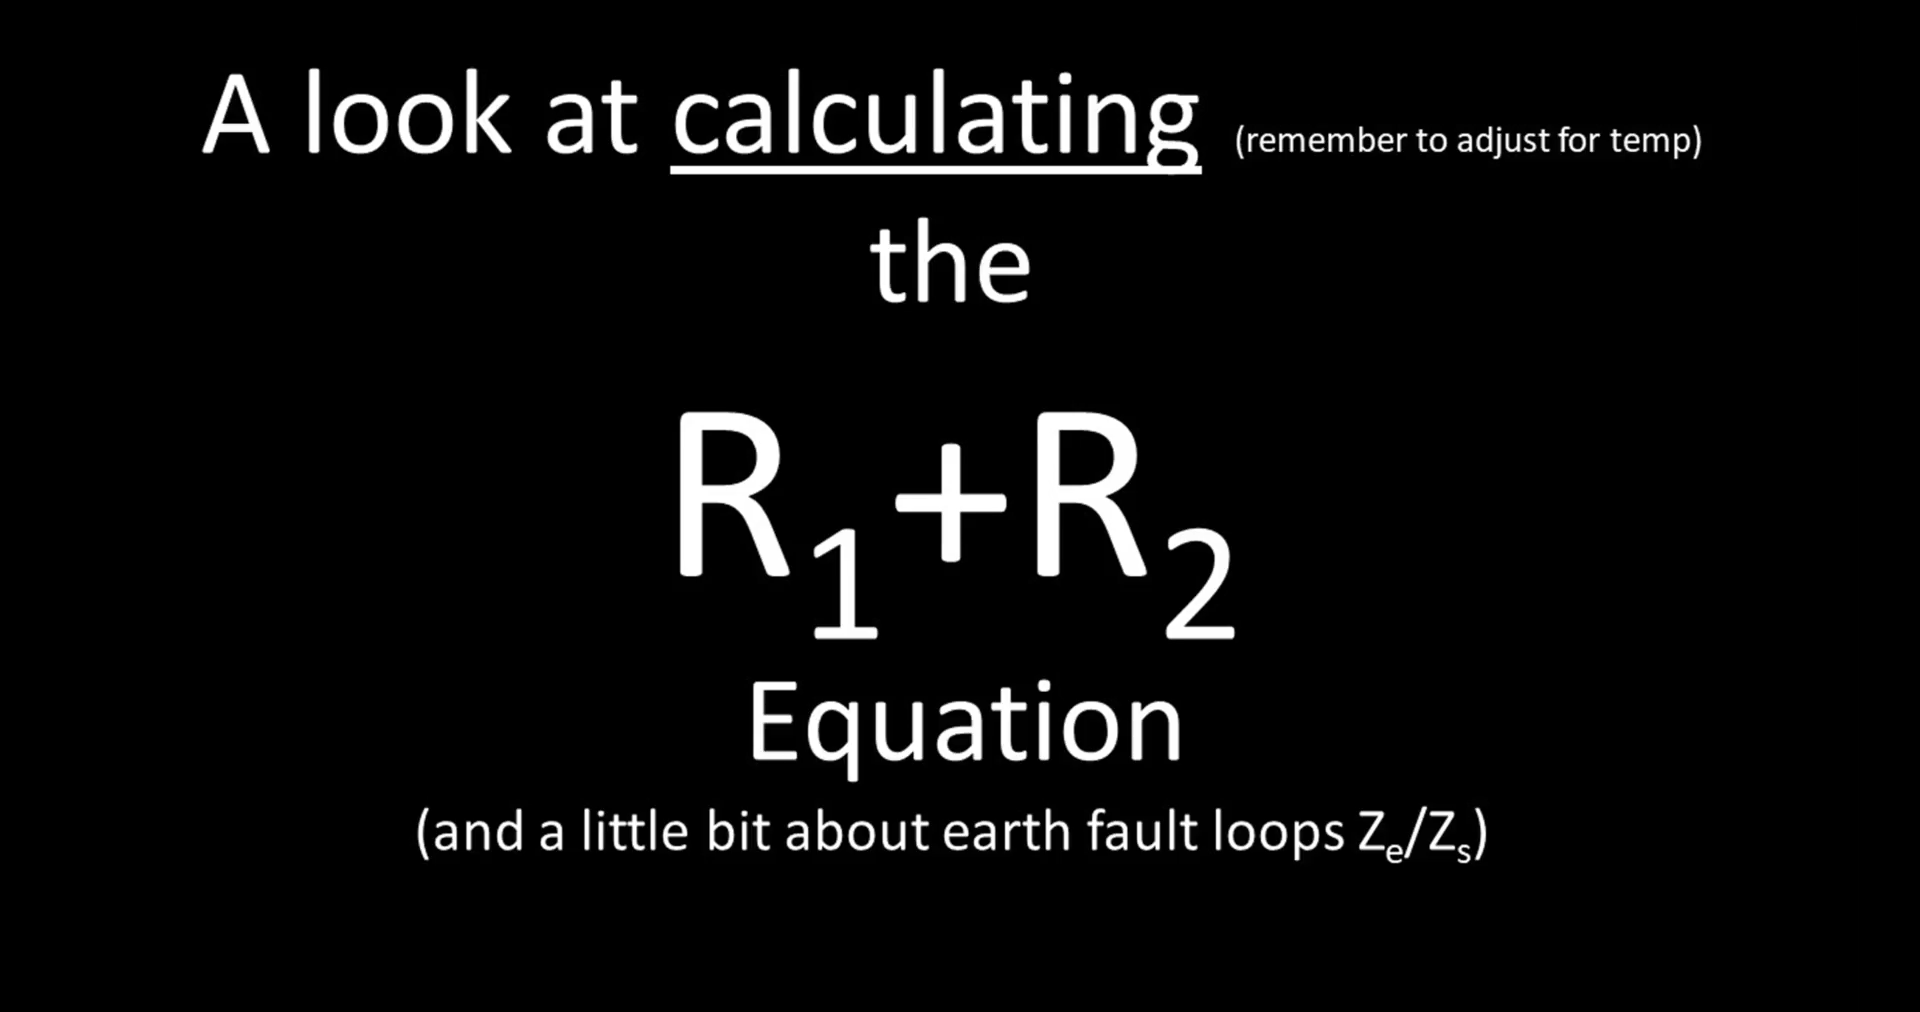 A look at calculating (remember to adjust for temp)
the
R₁+R₂
Equation
(and a little bit about earth fault loops Zₑ/Zₛ)